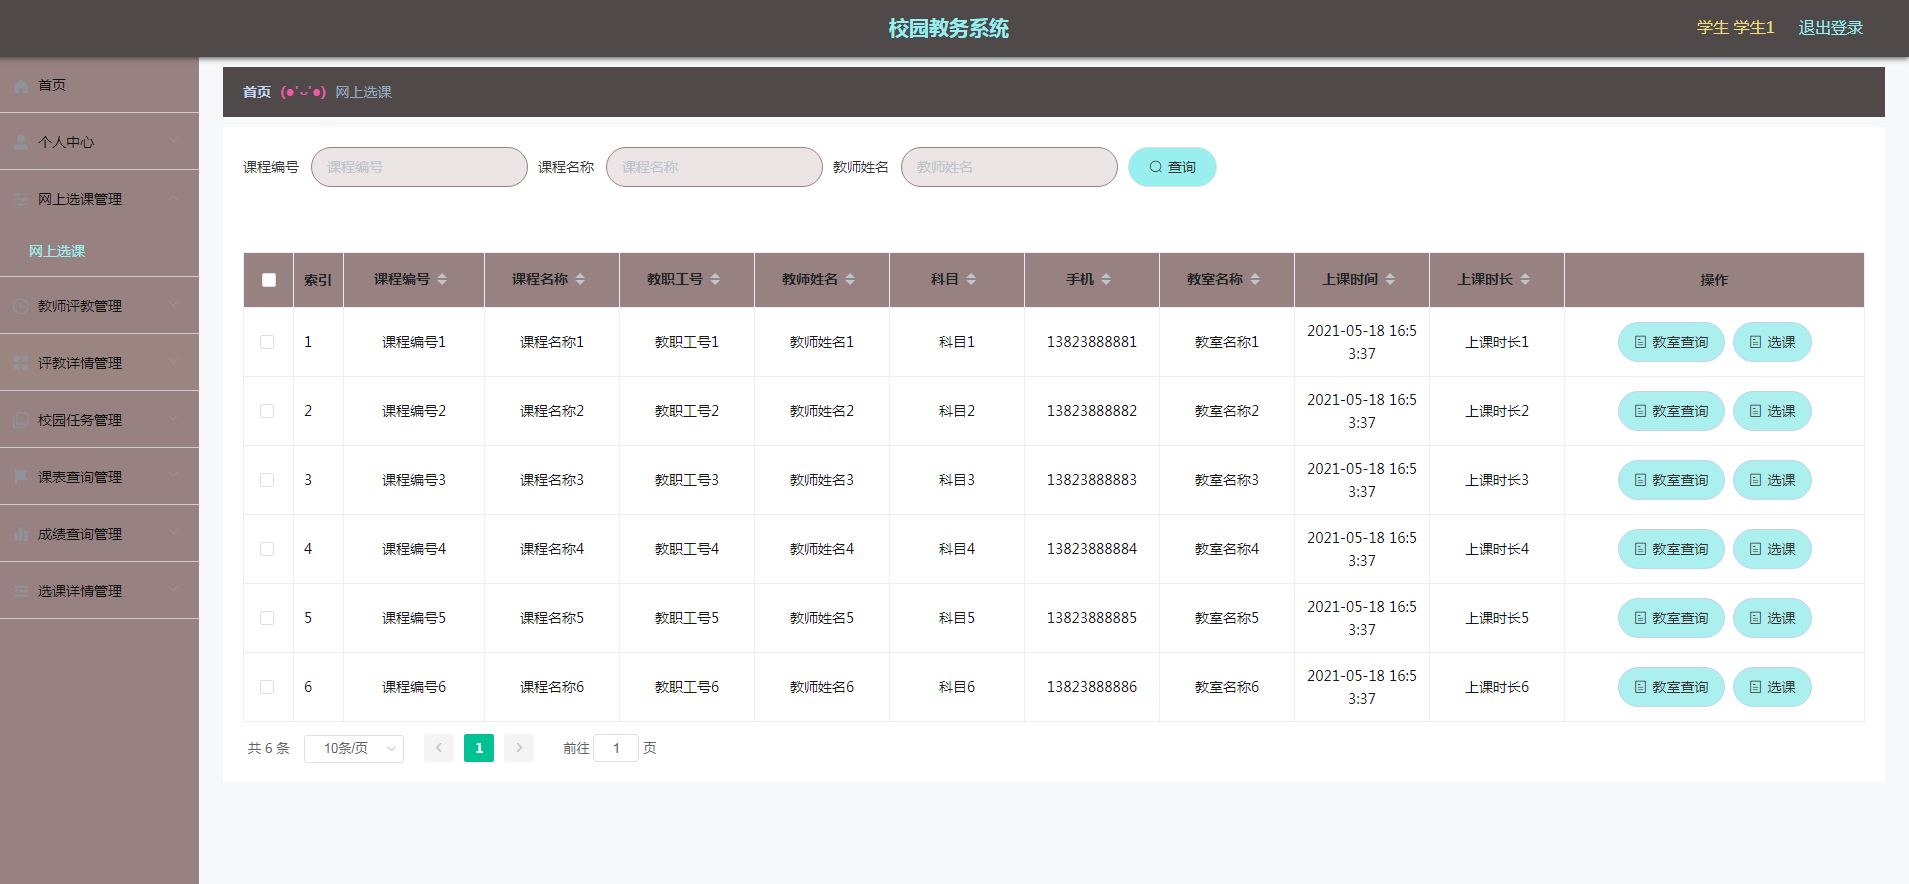 校园教务系统
学生 学生1 退出登录
首页
个人中心
网上选课管理
网上选课
教师评教管理
评教详情管理
校园任务管理
课表查询管理
成绩查询管理
选课详情管理
首页 (●'◡'●) 网上选课
课程编号 课程编号 课程名称 课程名称 教师姓名 教师姓名 查询
索引 课程编号 课程名称 教职工号 教师姓名 科目 手机 教室名称 上课时间 上课时长 操作
1 课程编号1 课程名称1 教职工号1 教师姓名1 科目1 13823888881 教室名称1 2021-05-18 16:5
3:37 上课时长1 教室查询 选课
2 课程编号2 课程名称2 教职工号2 教师姓名2 科目2 13823888882 教室名称2 2021-05-18 16:5
3:37 上课时长2 教室查询 选课
3 课程编号3 课程名称3 教职工号3 教师姓名3 科目3 13823888883 教室名称3 2021-05-18 16:5
3:37 上课时长3 教室查询 选课
4 课程编号4 课程名称4 教职工号4 教师姓名4 科目4 13823888884 教室名称4 2021-05-18 16:5
3:37 上课时长4 教室查询 选课
5 课程编号5 课程名称5 教职工号5 教师姓名5 科目5 13823888885 教室名称5 2021-05-18 16:5
3:37 上课时长5 教室查询 选课
6 课程编号6 课程名称6 教职工号6 教师姓名6 科目6 13823888886 教室名称6 2021-05-18 16:5
3:37 上课时长6 教室查询 选课
共 6 条 10条/页 1 前往 1 页